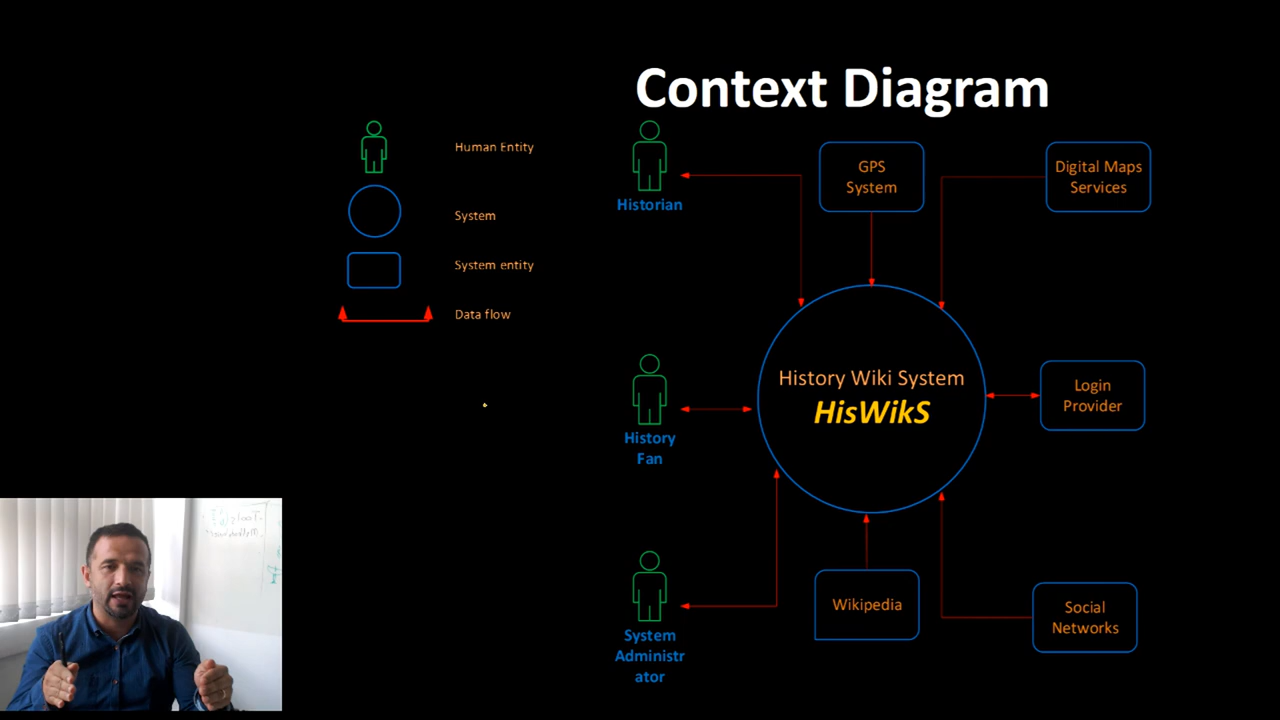 Context Diagram
Human Entity
System
System entity
Data flow
Historian
GPS
System
Digital Maps
Services
History Wiki System
HisWikS
History
Fan
Login
Provider
System
Administr
ator
Wikipedia
Social
Networks